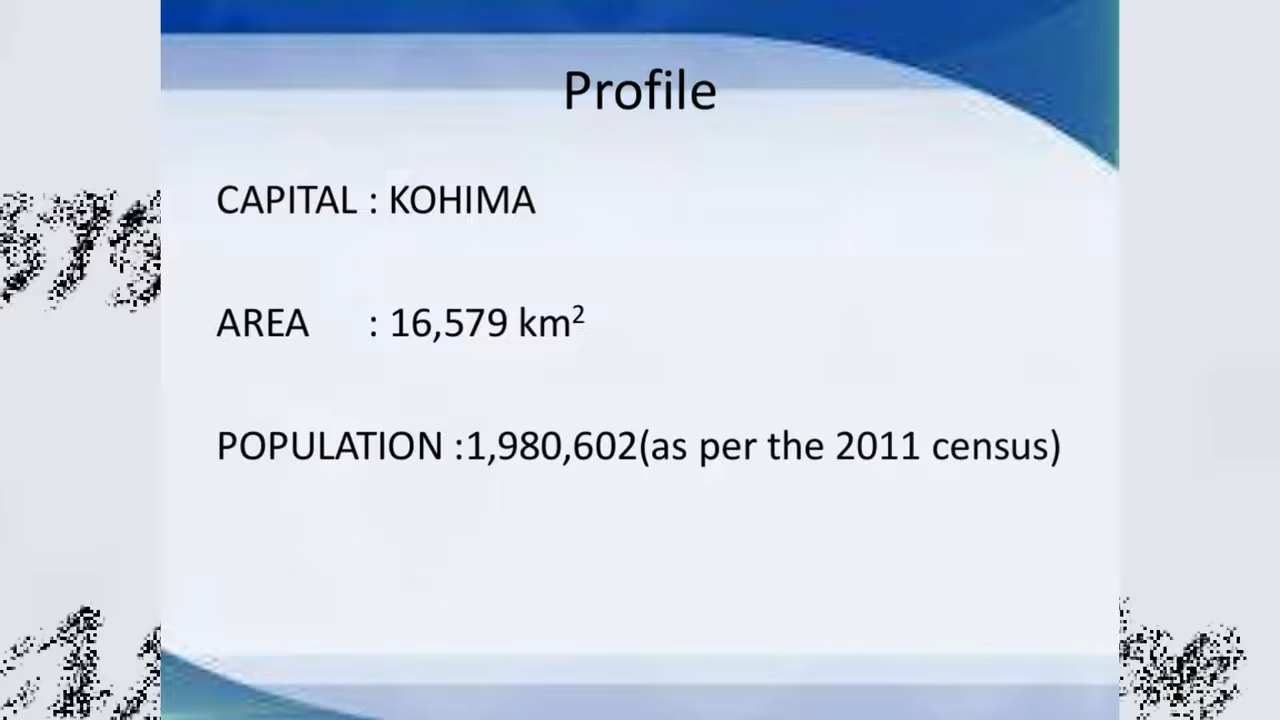 Profile
CAPITAL : KOHIMA
AREA : 16,579 km²
POPULATION :1,980,602(as per the 2011 census)